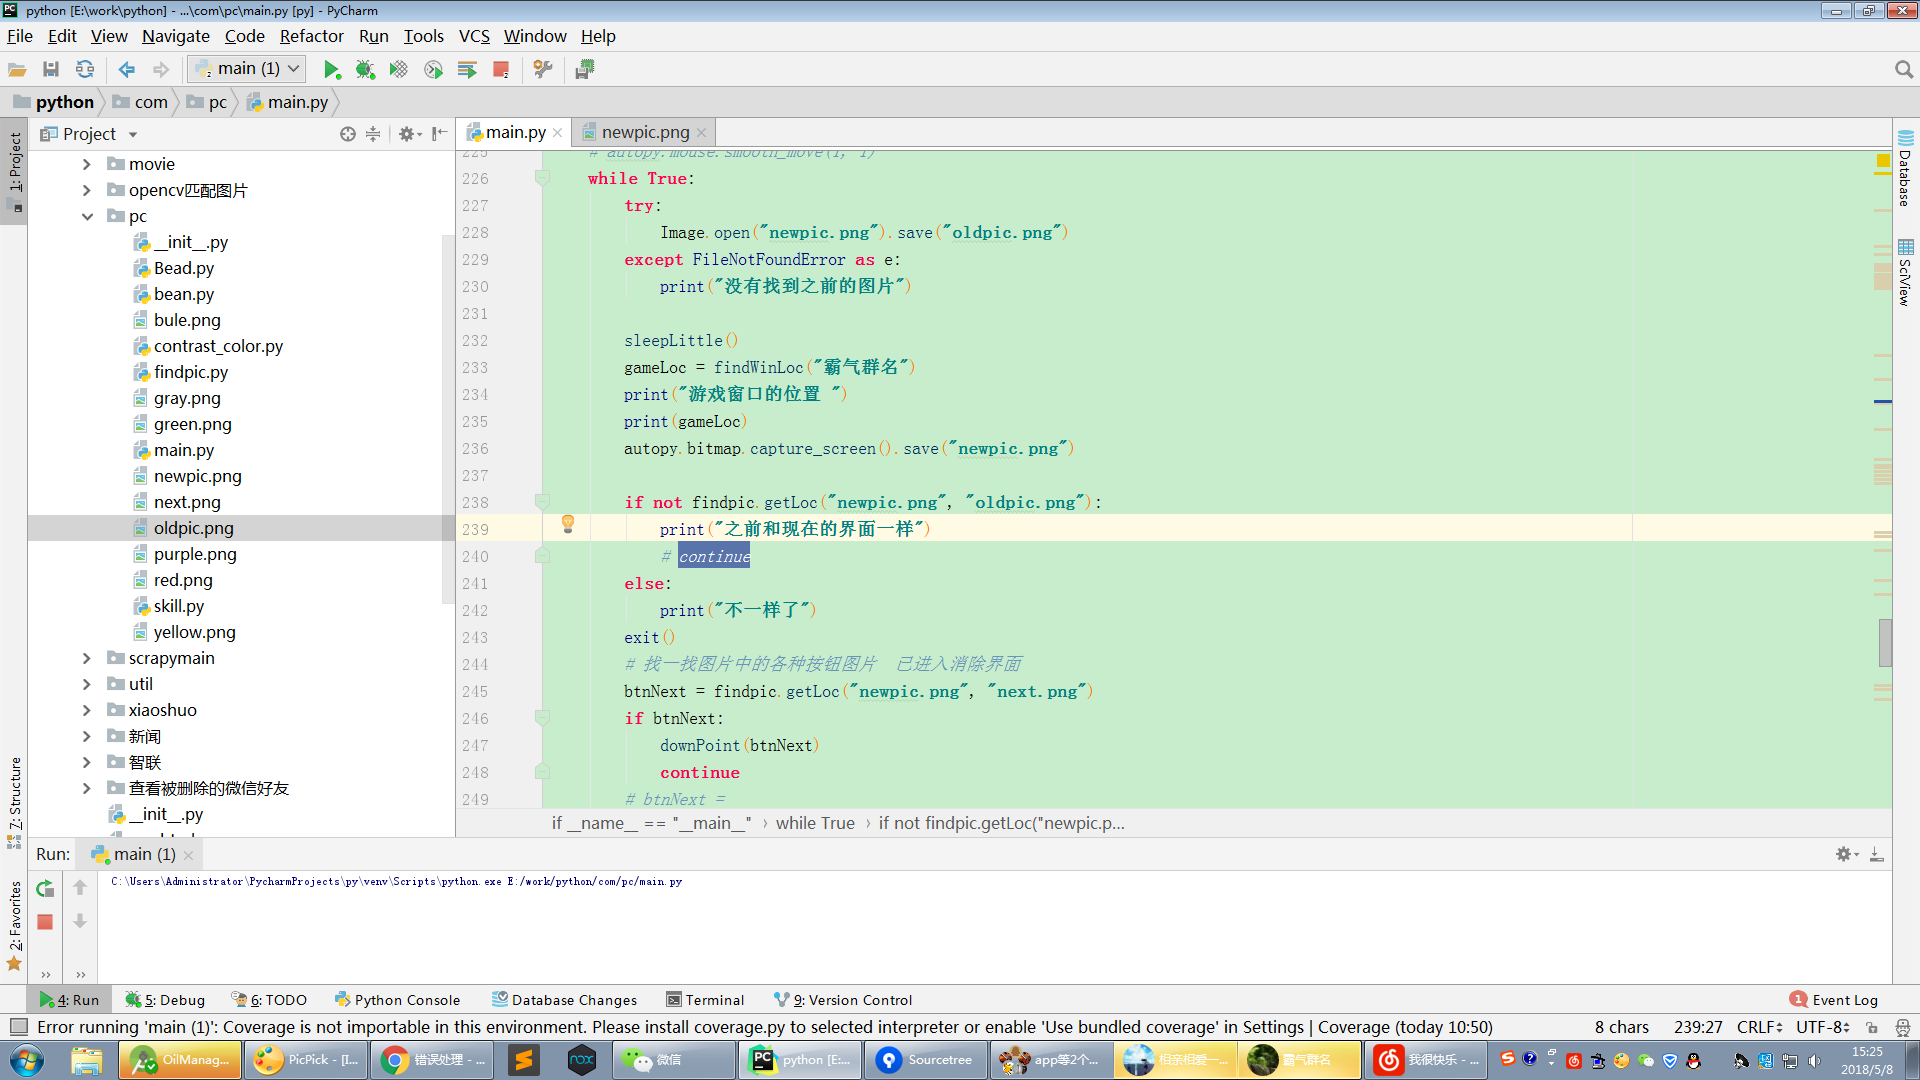 python [E:\work\python] - ...\com\pc\main.py [py] - PyCharm
File Edit View Navigate Code Refactor Run Tools VCS Window Help
main (1)
python com pc main.py
Project
main.py
newpic.png
1: Project
7: Structure
2: Favorites
Database
SciView
movie
opencv匹配图片
pc
__init__.py
Bead.py
bean.py
bule.png
contrast_color.py
findpic.py
gray.png
green.png
main.py
newpic.png
next.png
oldpic.png
purple.png
red.png
skill.py
yellow.png
scrapymain
util
xiaoshuo
新闻
智联
查看被删除的微信好友
__init__.py
225 # autopy.mouse.smooth_move(1, 1)
226 while True:
227 try:
228 Image.open("newpic.png").save("oldpic.png")
229 except FileNotFoundError as e:
230 print("没有找到之前的图片")
231
232 sleepLittle()
233 gameLoc = findWinLoc("霸气群名")
234 print("游戏窗口的位置 ")
235 print(gameLoc)
236 autopy.bitmap.capture_screen().save("newpic.png")
237
238 if not findpic.getLoc("newpic.png", "oldpic.png"):
239 print("之前和现在的界面一样")
240 # continue
241 else:
242 print("不一样了")
243 exit()
244 # 找一找图片中的各种按钮图片 已进入消除界面
245 btnNext = findpic.getLoc("newpic.png", "next.png")
246 if btnNext:
247 downPoint(btnNext)
248 continue
249 # btnNext =
if __name__ == "__main__" › while True › if not findpic.getLoc("newpic.p...
Run: main (1)
C:\Users\Administrator\PycharmProjects\py\venv\Scripts\python.exe E:/work/python/com/pc/main.py
4: Run 5: Debug 6: TODO Python Console Database Changes Terminal 9: Version Control 1 Event Log
Error running 'main (1)': Coverage is not importable in this environment. Please install coverage.py to selected interpreter or enable 'Use bundled coverage' in Settings | Coverage (today 10:50) 8 chars 239:27 CRLF UTF-8
OilManag... PicPick - [I... 错误处理 - ... nox 微信 python [E:... Sourcetree app等2个... 相亲相爱一... 霸气群名 我很快乐 - ...
15:25
2018/5/8